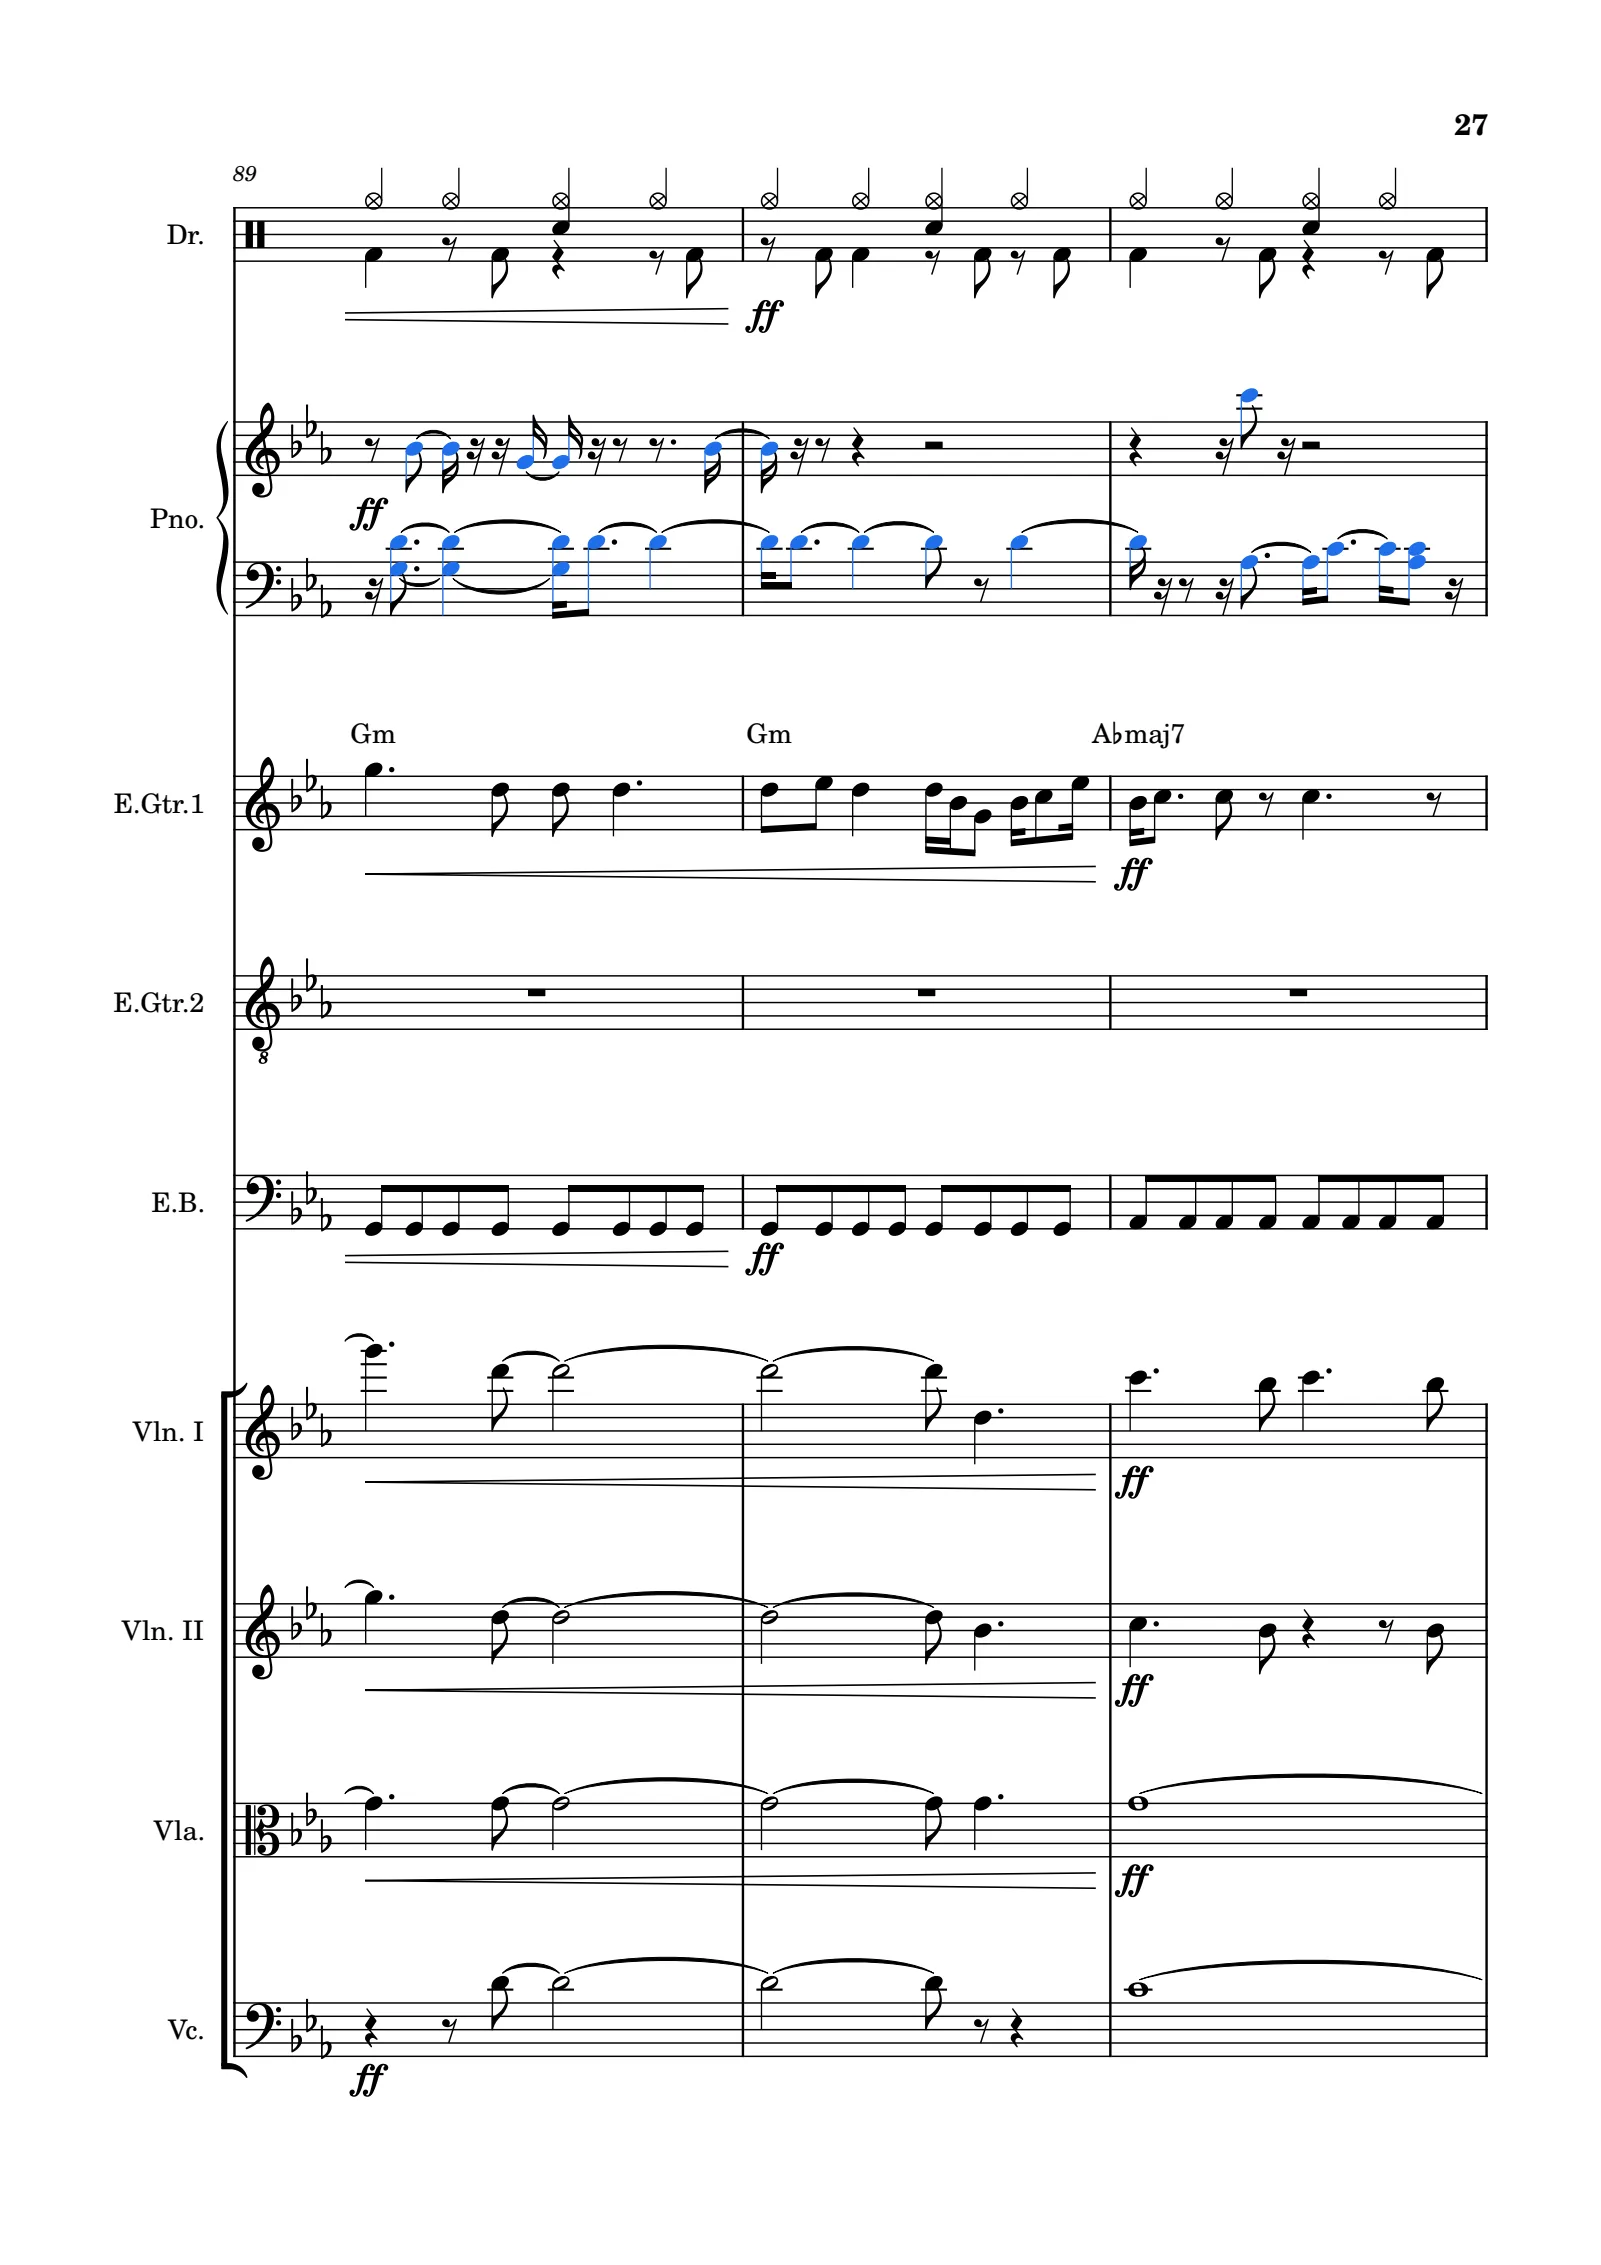 27
89
Dr.
ff
Pno.
ff
Gm Gm A♭maj7
E.Gtr.1
ff
E.Gtr.2
8
E.B.
ff
Vln. I
ff
Vln. II
ff
Vla.
ff
Vc.
ff